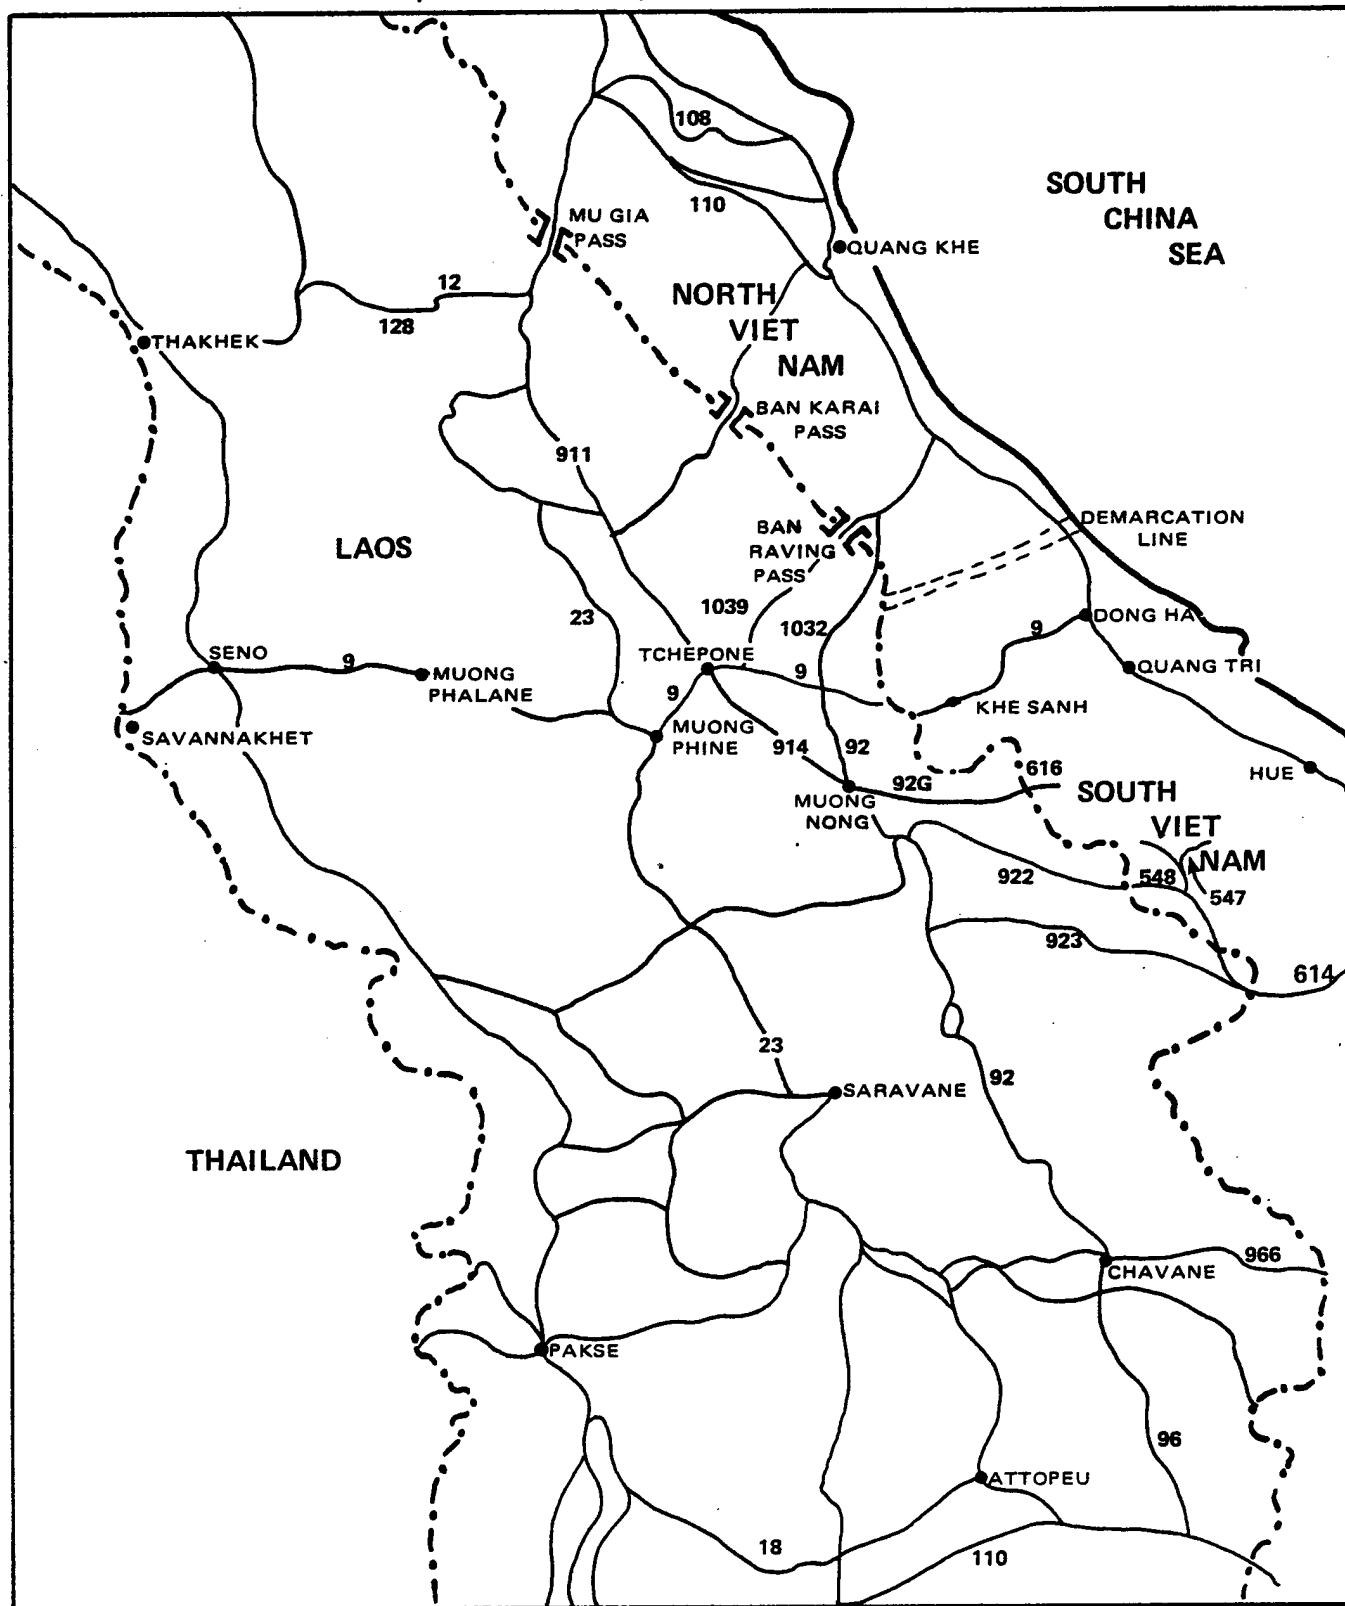 108
SOUTH
CHINA
SEA
110
MU GIA
PASS
QUANG KHE
12
128
NORTH
VIET
NAM
THAKHEK
BAN KARAI
PASS
911
LAOS
BAN
RAVING
PASS
DEMARCATION
LINE
23
1039
1032
9
DONG HA
SENO
9
MUONG
PHALANE
TCHEPONE
9
9
QUANG TRI
KHE SANH
SAVANNAKHET
MUONG
PHINE
914
92
92G
616
HUE
MUONG
NONG
SOUTH
VIET
NAM
922
548
547
923
614
23
92
SARAVANE
THAILAND
966
CHAVANE
PAKSE
96
ATTOPEU
18
110